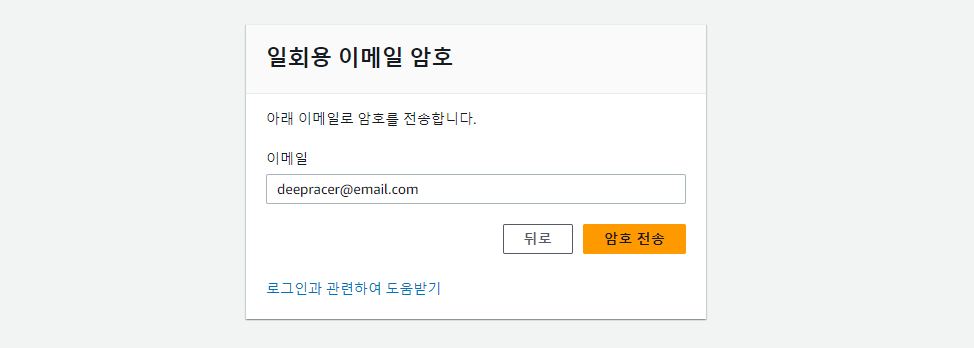 일회용 이메일 암호
아래 이메일로 암호를 전송합니다.
이메일
deepracer@email.com
뒤로
암호 전송
로그인과 관련하여 도움받기